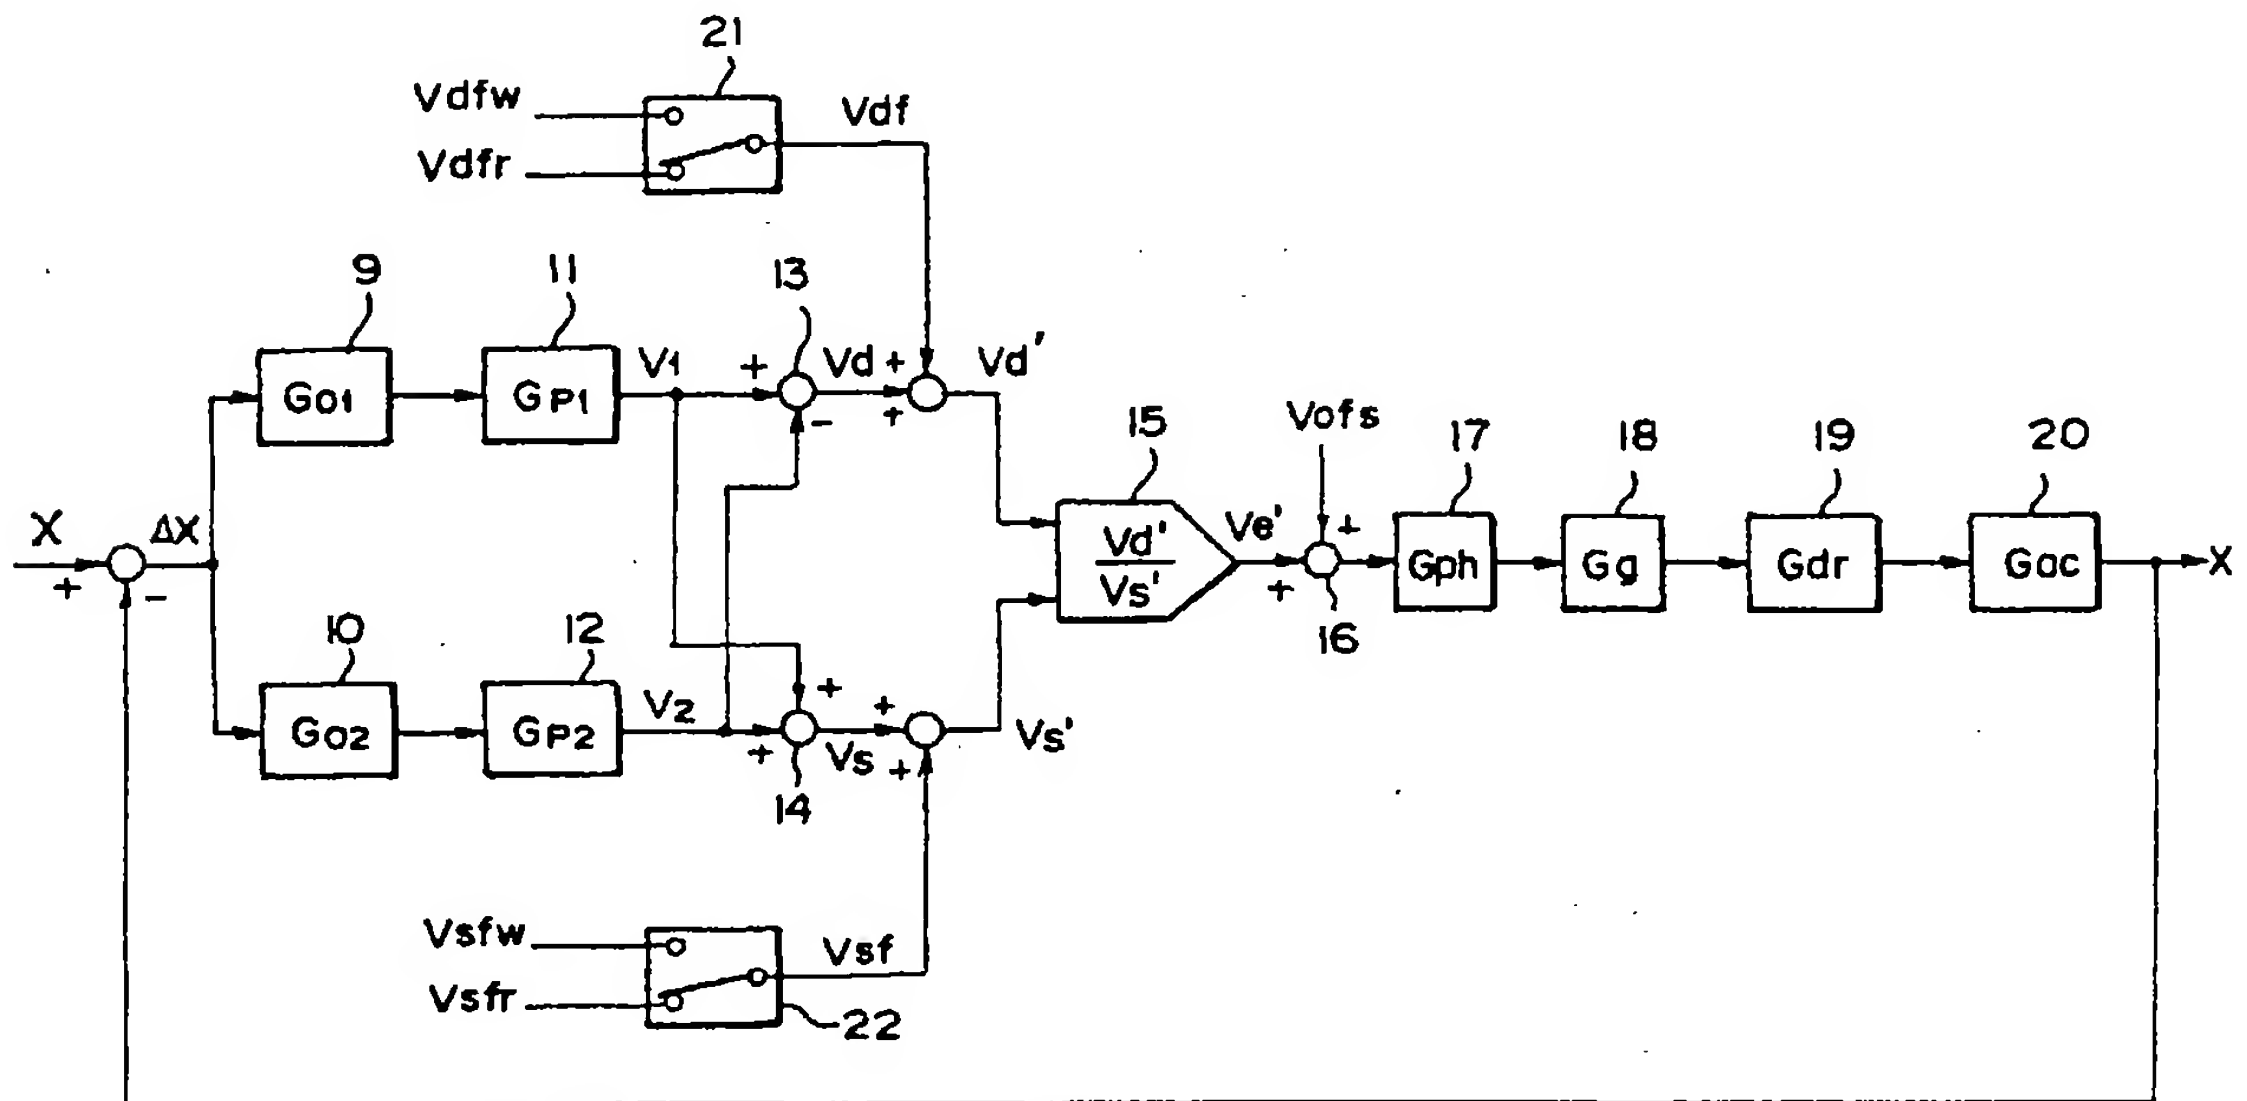 21
Vdfw
Vdf
Vdfr
9
11
13
GO1
GP1
V1
+
-
Vd
+
+
Vd'
15
Vofs
17
18
19
20
X
+
-
ΔX
Vd'
Vs'
Ve'
+
+
16
Gph
Gg
Gdr
Gac
X
10
12
GO2
GP2
V2
+
+
14
Vs
+
+
Vs'
Vsfw
Vsf
Vsfr
22